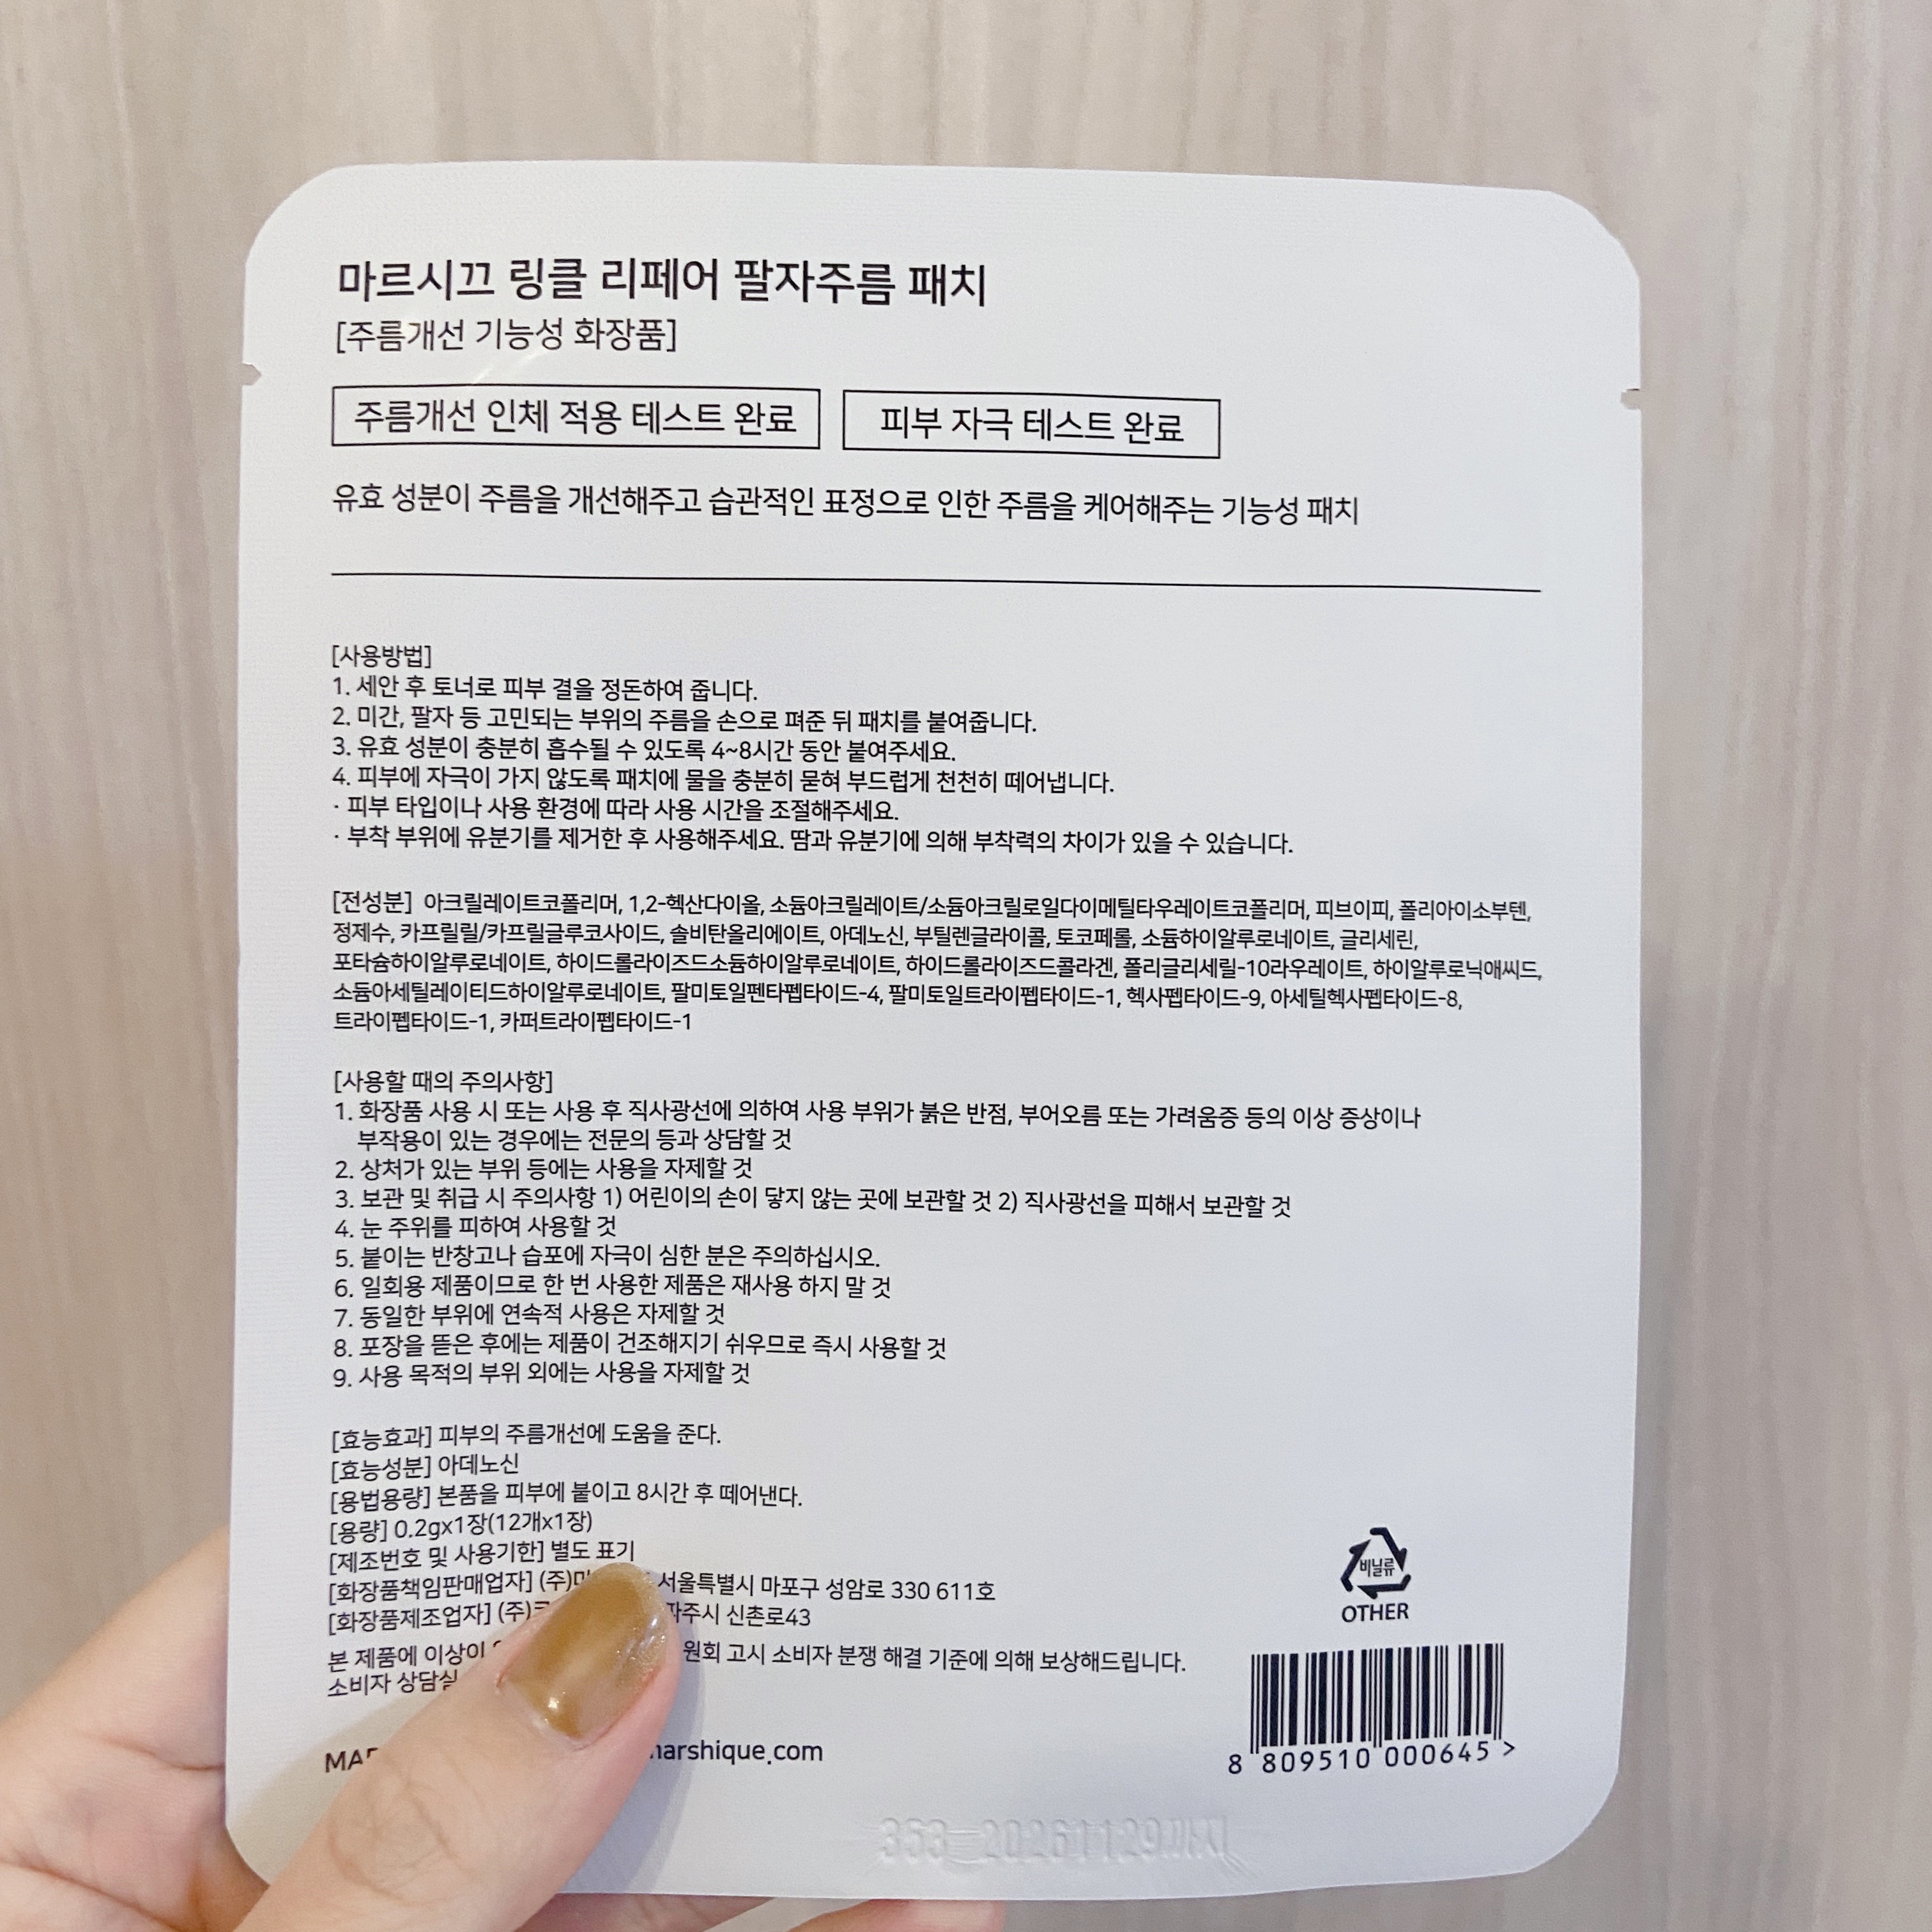 마르시끄 링클 리페어 팔자주름 패치
[주름개선 기능성 화장품]
주름개선 인체 적용 테스트 완료
피부 자극 테스트 완료
유효 성분이 주름을 개선해주고 습관적인 표정으로 인한 주름을 케어해주는 기능성 패치
[사용방법]
1. 세안 후 토너로 피부 결을 정돈하여 줍니다.
2. 미간, 팔자 등 고민되는 부위의 주름을 손으로 펴준 뒤 패치를 붙여줍니다.
3. 유효 성분이 충분히 흡수될 수 있도록 4~8시간 동안 붙여주세요.
4. 피부에 자극이 가지 않도록 패치에 물을 충분히 묻혀 부드럽게 천천히 떼어냅니다.
· 피부 타입이나 사용 환경에 따라 사용 시간을 조절해주세요.
· 부착 부위에 유분기를 제거한 후 사용해주세요. 땀과 유분기에 의해 부착력의 차이가 있을 수 있습니다.
[전성분] 아크릴레이트코폴리머, 1,2-헥산다이올, 소듐아크릴레이트/소듐아크릴로일다이메틸타우레이트코폴리머, 피브이피, 폴리아이소부텐,
정제수, 카프릴릴/카프릴글루코사이드, 솔비탄올리에이트, 아데노신, 부틸렌글라이콜, 토코페롤, 소듐하이알루로네이트, 글리세린,
포타슘하이알루로네이트, 하이드롤라이즈드소듐하이알루로네이트, 하이드롤라이즈드콜라겐, 폴리글리세릴-10라우레이트, 하이알루로닉애씨드,
소듐아세틸레이티드하이알루로네이트, 팔미토일펜타펩타이드-4, 팔미토일트라이펩타이드-1, 헥사펩타이드-9, 아세틸헥사펩타이드-8,
트라이펩타이드-1, 카퍼트라이펩타이드-1
[사용할 때의 주의사항]
1. 화장품 사용 시 또는 사용 후 직사광선에 의하여 사용 부위가 붉은 반점, 부어오름 또는 가려움증 등의 이상 증상이나
부작용이 있는 경우에는 전문의 등과 상담할 것
2. 상처가 있는 부위 등에는 사용을 자제할 것
3. 보관 및 취급 시 주의사항 1) 어린이의 손이 닿지 않는 곳에 보관할 것 2) 직사광선을 피해서 보관할 것
4. 눈 주위를 피하여 사용할 것
5. 붙이는 반창고나 습포에 자극이 심한 분은 주의하십시오.
6. 일회용 제품이므로 한 번 사용한 제품은 재사용 하지 말 것
7. 동일한 부위에 연속적 사용은 자제할 것
8. 포장을 뜯은 후에는 제품이 건조해지기 쉬우므로 즉시 사용할 것
9. 사용 목적의 부위 외에는 사용을 자제할 것
[효능효과] 피부의 주름개선에 도움을 준다.
[효능성분] 아데노신
[용법용량] 본품을 피부에 붙이고 8시간 후 떼어낸다.
[용량] 0.2gx1장(12개x1장)
[제조번호 및 사용기한] 별도 표기
[화장품책임판매업자] (주) 서울특별시 마포구 성암로 330 611호
[화장품제조업자] (주) 파주시 신촌로43
본 제품에 이상이 원회 고시 소비자 분쟁 해결 기준에 의해 보상해드립니다.
소비자 상담실
marshique.com
비닐류
OTHER
8 809510 000645 >
353 20261129까지